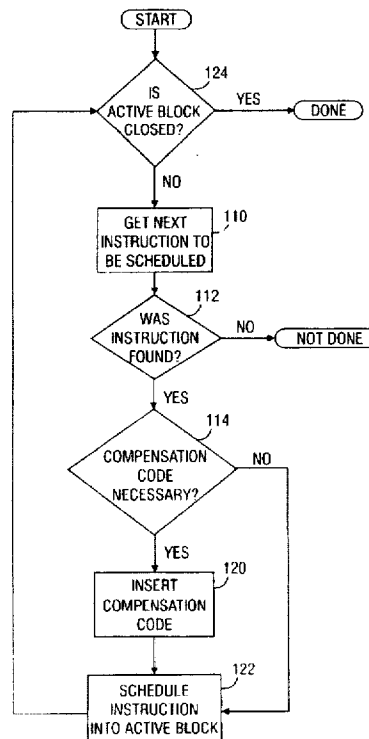 START
124
IS
ACTIVE BLOCK
CLOSED?
YES
DONE
NO
GET NEXT
INSTRUCTION TO
BE SCHEDULED
110
112
WAS
INSTRUCTION
FOUND?
NO
NOT DONE
YES
114
COMPENSATION
CODE
NECESSARY?
NO
YES
120
INSERT
COMPENSATION
CODE
122
SCHEDULE
INSTRUCTION
INTO ACTIVE BLOCK